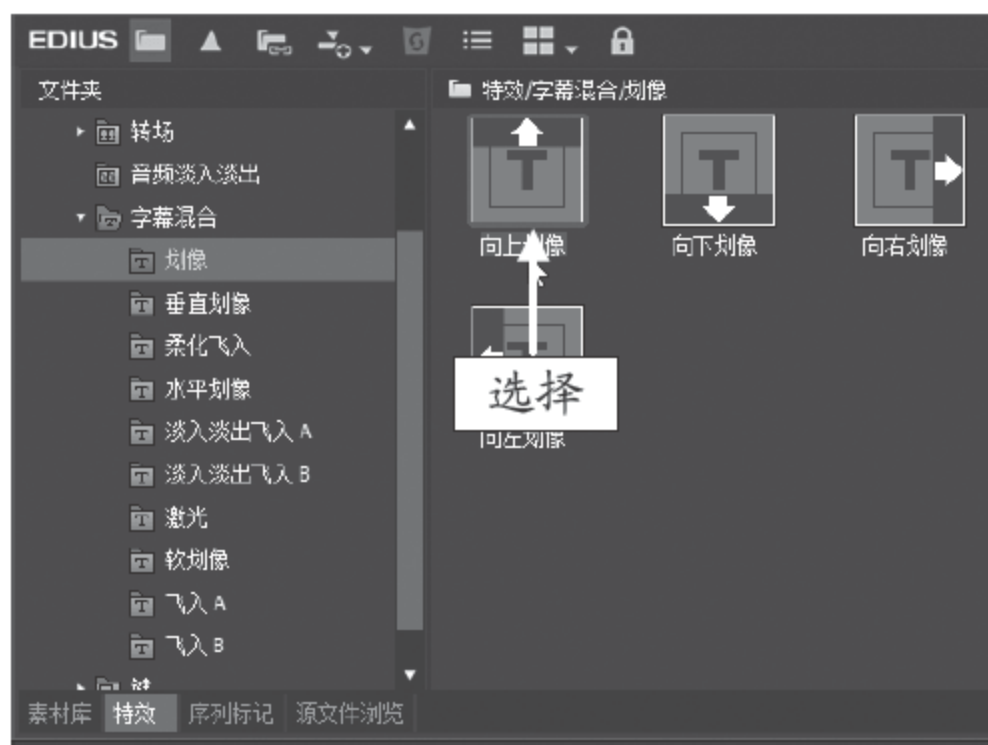 EDIUS
文件夹
特效/字幕混合/划像
转场
音频淡入淡出
字幕混合
划像
垂直划像
柔化飞入
水平划像
淡入淡出飞入 A
淡入淡出飞入 B
激光
软划像
飞入 A
飞入 B
键
T
T
T
向上划像
向下划像
向右划像
选择
向左划像
素材库
特效
序列标记
源文件浏览